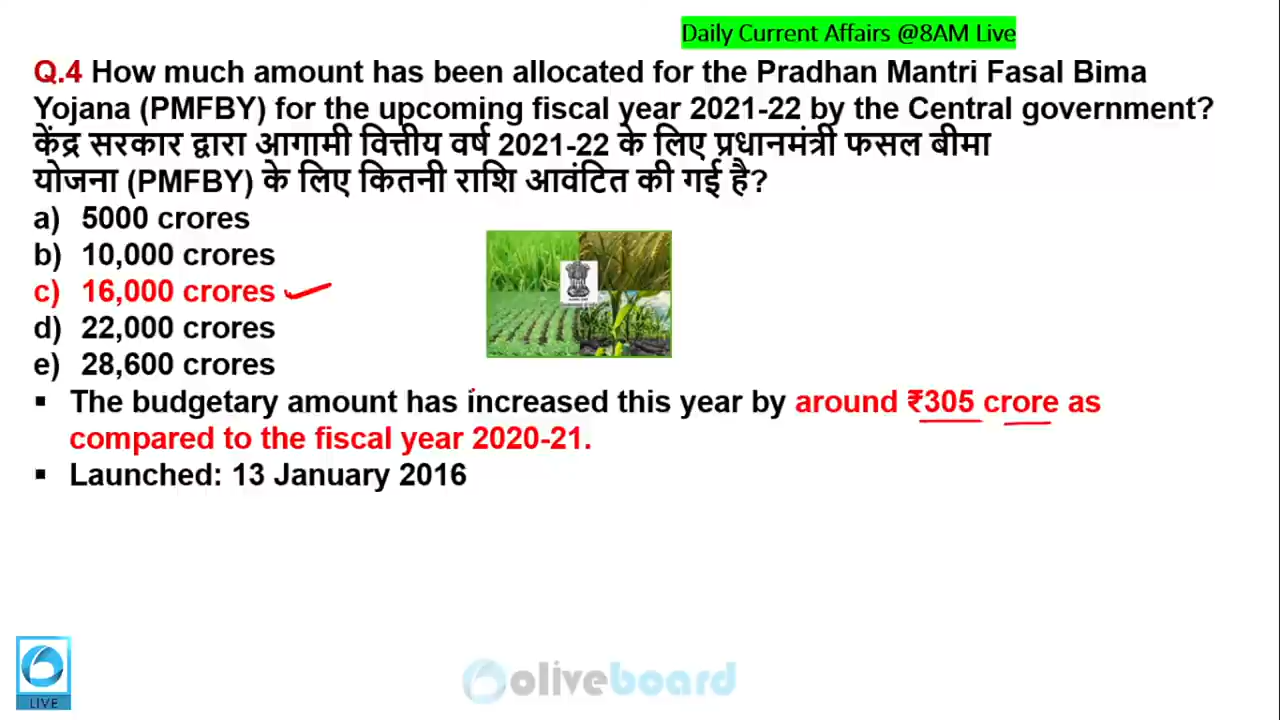 Daily Current Affairs @8AM Live
Q.4 How much amount has been allocated for the Pradhan Mantri Fasal Bima
Yojana (PMFBY) for the upcoming fiscal year 2021-22 by the Central government?
केंद्र सरकार द्वारा आगामी वित्तीय वर्ष 2021-22 के लिए प्रधानमंत्री फसल बीमा
योजना (PMFBY) के लिए कितनी राशि आवंटित की गई है?
a) 5000 crores
b) 10,000 crores
c) 16,000 crores
d) 22,000 crores
e) 28,600 crores
▪ The budgetary amount has increased this year by around ₹305 crore as
compared to the fiscal year 2020-21.
▪ Launched: 13 January 2016
LIVE
oliveboard